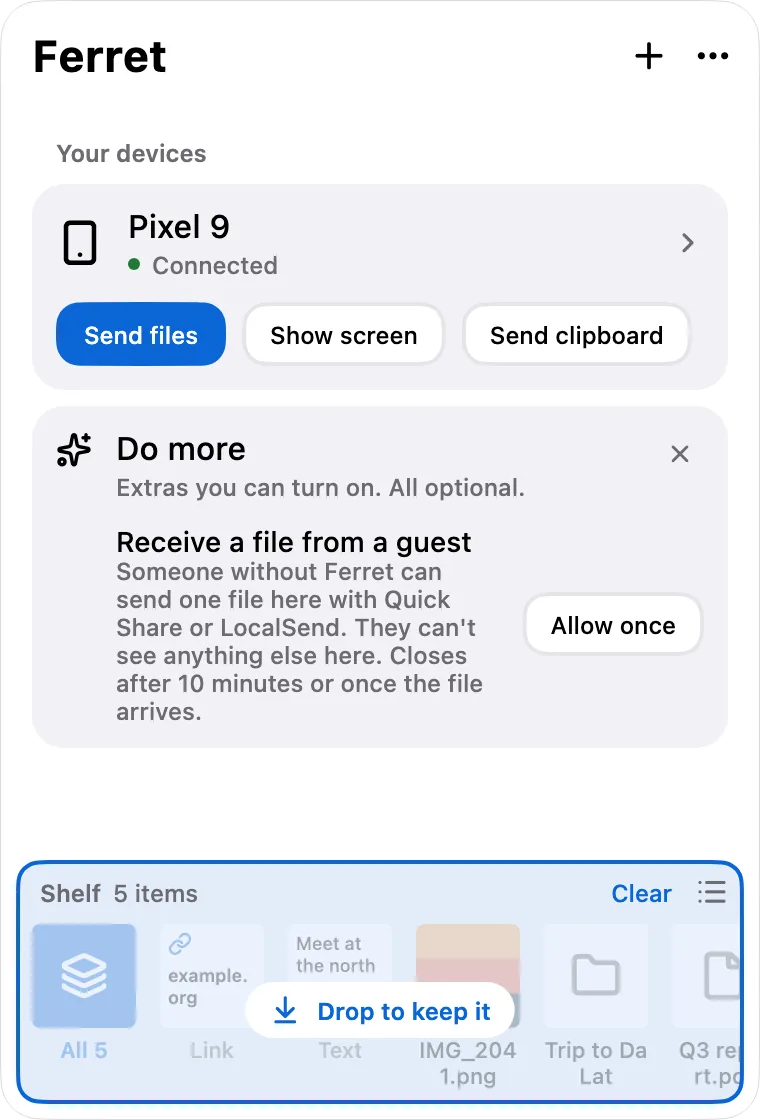 Ferret
Your devices
Pixel 9
Connected
Send files
Show screen
Send clipboard
Do more
Extras you can turn on. All optional.
Receive a file from a guest
Someone without Ferret can
send one file here with Quick
Share or LocalSend. They can't
see anything else here. Closes
after 10 minutes or once the file
arrives.
Allow once
Shelf 5 items
Clear
example.
org
Meet at
the north
Drop to keep it
All 5
Link
Text
IMG_204
1.png
Trip to Da
Lat
Q3